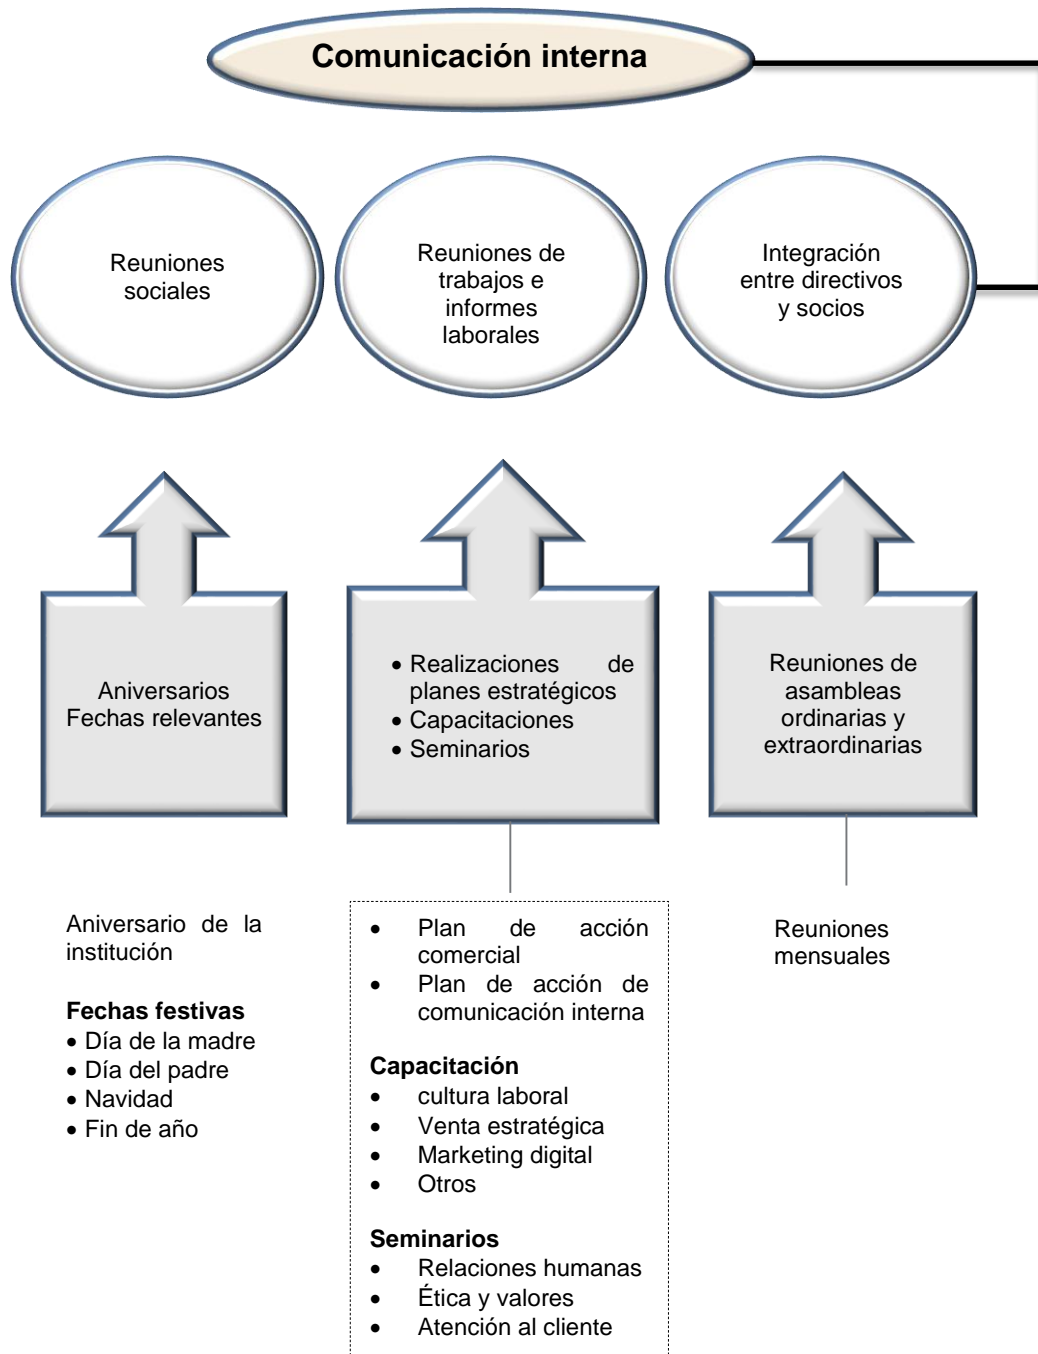 Comunicación interna
Reuniones
sociales
Reuniones de
trabajos e
informes
laborales
Integración
entre directivos
y socios
Aniversarios
Fechas relevantes
• Realizaciones de
planes estratégicos
• Capacitaciones
• Seminarios
Reuniones de
asambleas
ordinarias y
extraordinarias
Aniversario de la
institución
Fechas festivas
• Día de la madre
• Día del padre
• Navidad
• Fin de año
• Plan de acción
comercial
• Plan de acción de
comunicación interna
Capacitación
• cultura laboral
• Venta estratégica
• Marketing digital
• Otros
Seminarios
• Relaciones humanas
• Ética y valores
• Atención al cliente
Reuniones
mensuales